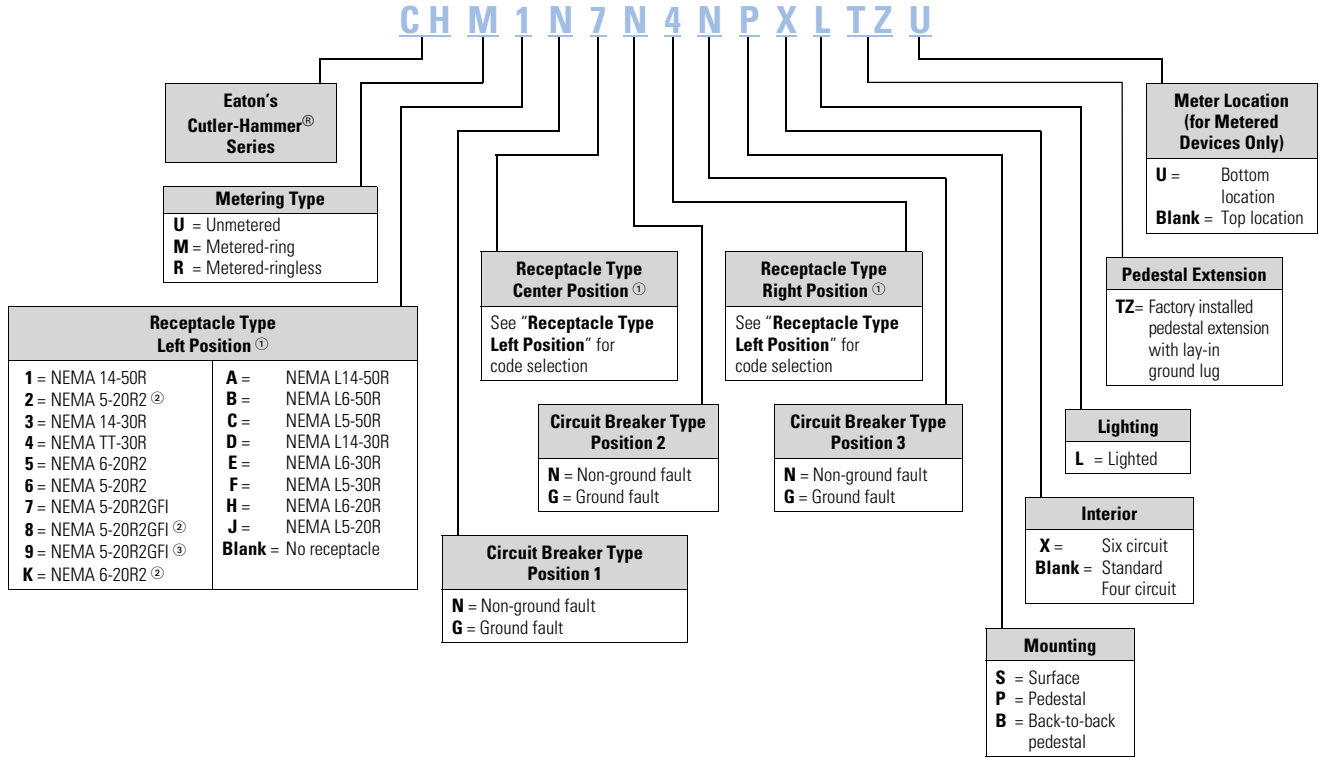 CH M 1 N 7 N 4 N P X L TZ U
Eaton's
Cutler-Hammer®
Series
Metering Type
U = Unmetered
M = Metered-ring
R = Metered-ringless
Receptacle Type
Left Position ①
1 = NEMA 14-50R
2 = NEMA 5-20R2 ②
3 = NEMA 14-30R
4 = NEMA TT-30R
5 = NEMA 6-20R2
6 = NEMA 5-20R2
7 = NEMA 5-20R2GFI
8 = NEMA 5-20R2GFI ②
9 = NEMA 5-20R2GFI ③
K = NEMA 6-20R2 ②
A = NEMA L14-50R
B = NEMA L6-50R
C = NEMA L5-50R
D = NEMA L14-30R
E = NEMA L6-30R
F = NEMA L5-30R
H = NEMA L6-20R
J = NEMA L5-20R
Blank = No receptacle
Circuit Breaker Type
Position 1
N = Non-ground fault
G = Ground fault
Receptacle Type
Center Position ①
See “Receptacle Type
Left Position” for
code selection
Circuit Breaker Type
Position 2
N = Non-ground fault
G = Ground fault
Receptacle Type
Right Position ①
See “Receptacle Type
Left Position” for
code selection
Circuit Breaker Type
Position 3
N = Non-ground fault
G = Ground fault
Mounting
S = Surface
P = Pedestal
B = Back-to-back
pedestal
Interior
X = Six circuit
Blank = Standard
Four circuit
Lighting
L = Lighted
Pedestal Extension
TZ= Factory installed
pedestal extension
with lay-in
ground lug
Meter Location
(for Metered
Devices Only)
U = Bottom
location
Blank = Top location